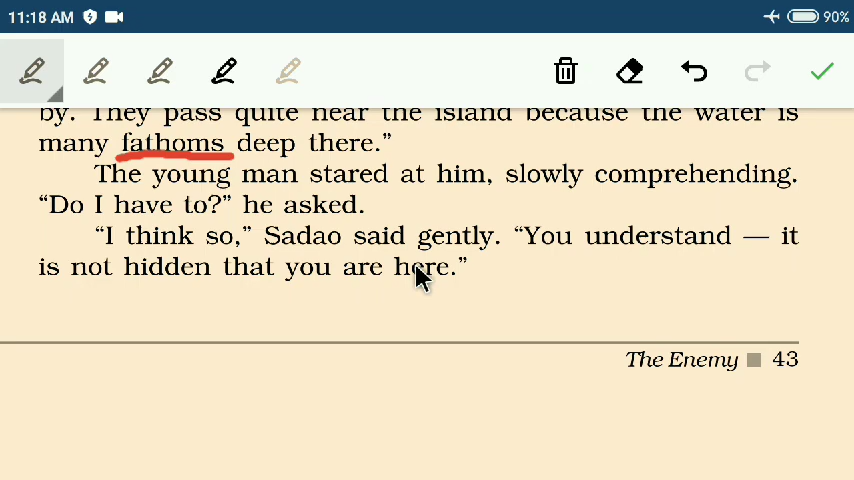 11:18 AM 90%
by. They pass quite near the island because the water is
many fathoms deep there.”
The young man stared at him, slowly comprehending.
“Do I have to?” he asked.
“I think so,” Sadao said gently. “You understand — it
is not hidden that you are here.”
The Enemy 43